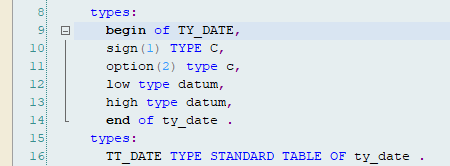 8 types:
9 begin of TY_DATE,
10 sign(1) TYPE C,
11 option(2) type c,
12 low type datum,
13 high type datum,
14 end of ty_date .
15 types:
16 TT_DATE TYPE STANDARD TABLE OF ty_date .